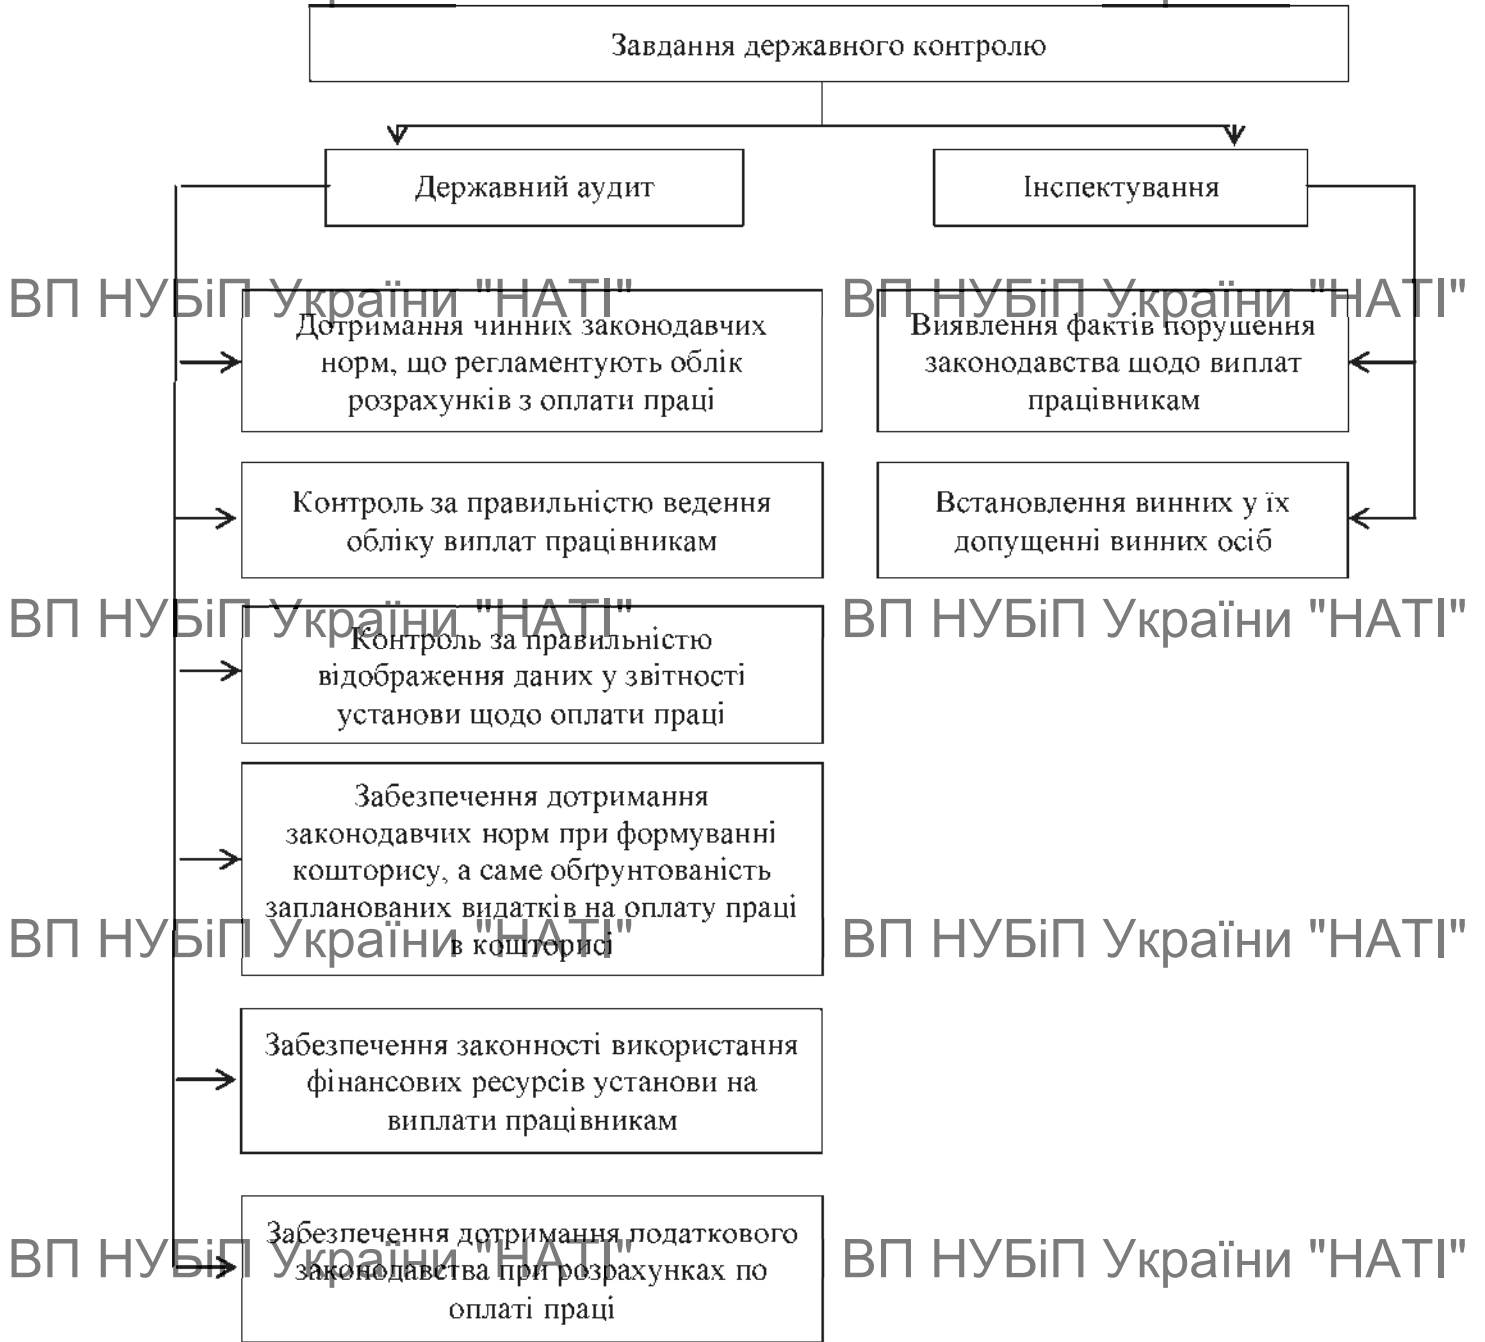 Завдання державного контролю
Державний аудит
Інспектування
ВП НУБіП України "НАТІ"
ВП НУБіП України "НАТІ"
Дотримання чинних законодавчих
норм, що регламентують облік
розрахунків з оплати праці
Виявлення фактів порушення
законодавства щодо виплат
працівникам
Контроль за правильністю ведення
обліку виплат працівникам
Встановлення винних у їх
допущенні винних осіб
ВП НУБіП України "НАТІ"
ВП НУБіП України "НАТІ"
Контроль за правильністю
відображення даних у звітності
установи щодо оплати праці
Забезпечення дотримання
законодавчих норм при формуванні
кошторису, а саме обґрунтованість
запланованих видатків на оплату праці
в кошторисі
ВП НУБіП України "НАТІ"
ВП НУБіП України "НАТІ"
Забезпечення законності використання
фінансових ресурсів установи на
виплати працівникам
Забезпечення дотримання податкового
законодавства при розрахунках по
оплаті праці
ВП НУБіП України "НАТІ"
ВП НУБіП України "НАТІ"